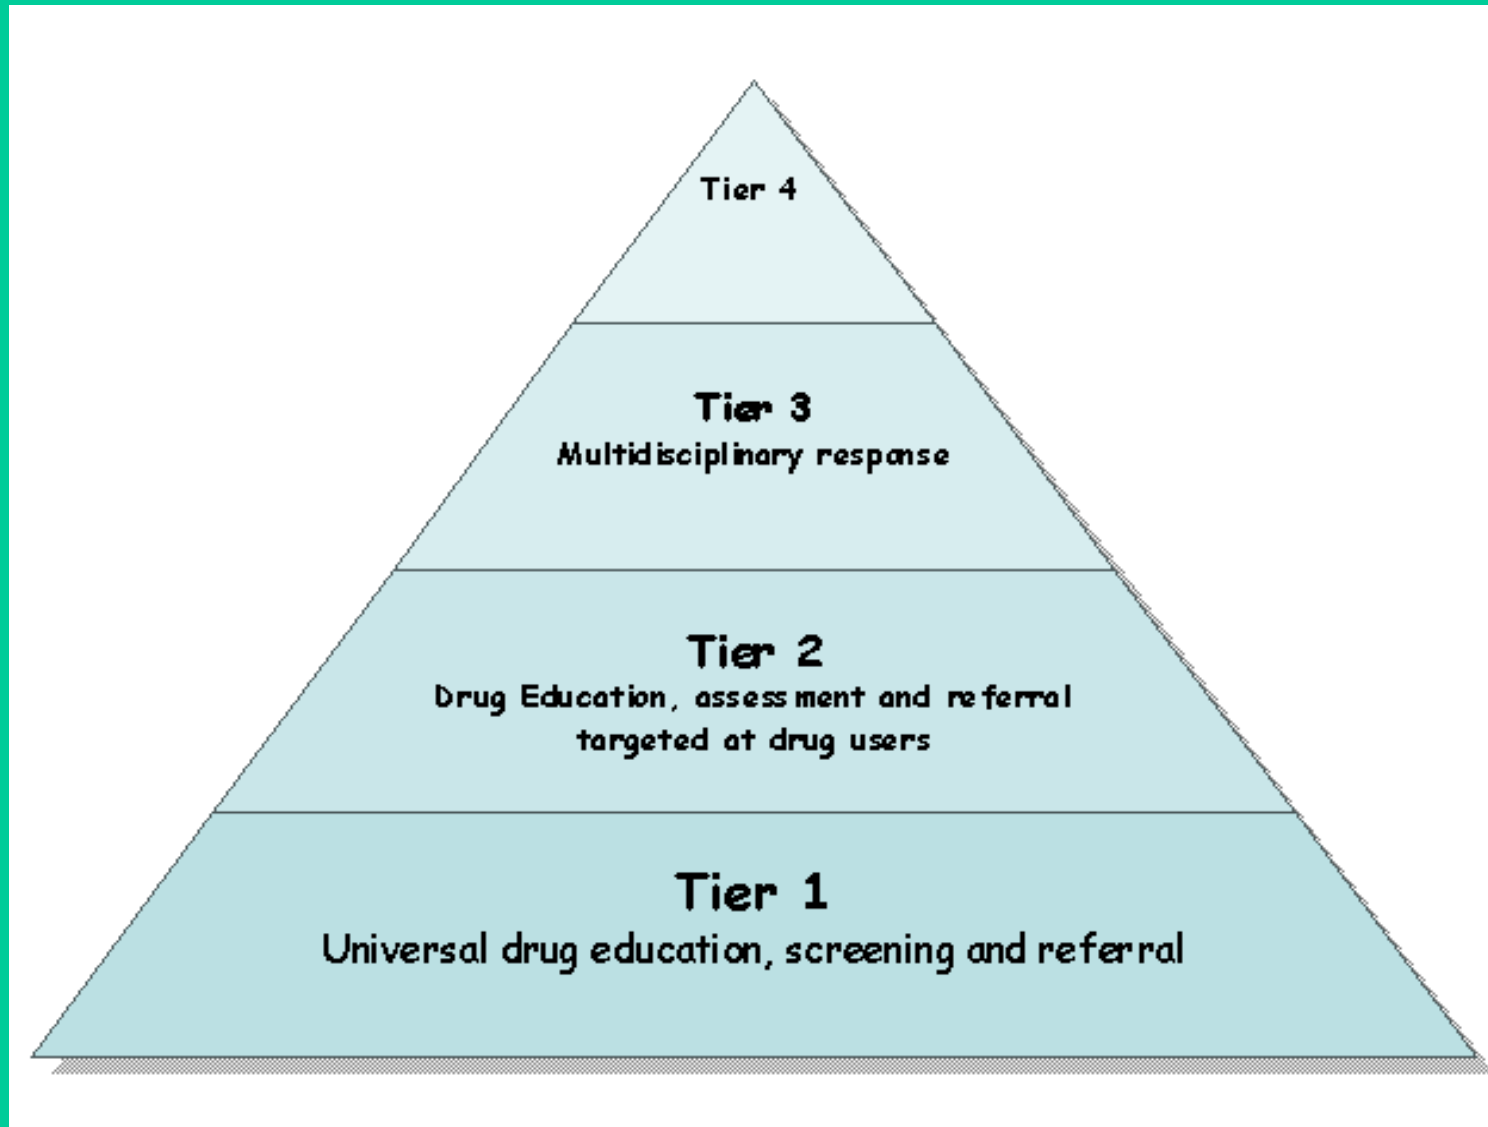 Tier 4
Tier 3
Multidisciplinary response
Tier 2
Drug Education, assessment and referral
targeted at drug users
Tier 1
Universal drug education, screening and referral